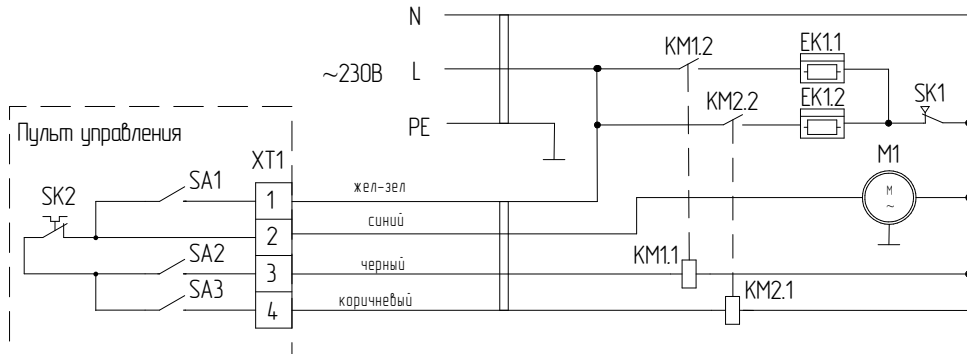 N
KM1.2
EK1.1
~230В
L
KM2.2
EK1.2
SK1
PE
Пульт управления
M1
XT1
SK2
SA1
1
жел-зел
M
~
2
синий
SA2
3
черный
KM1.1
SA3
4
коричневый
KM2.1